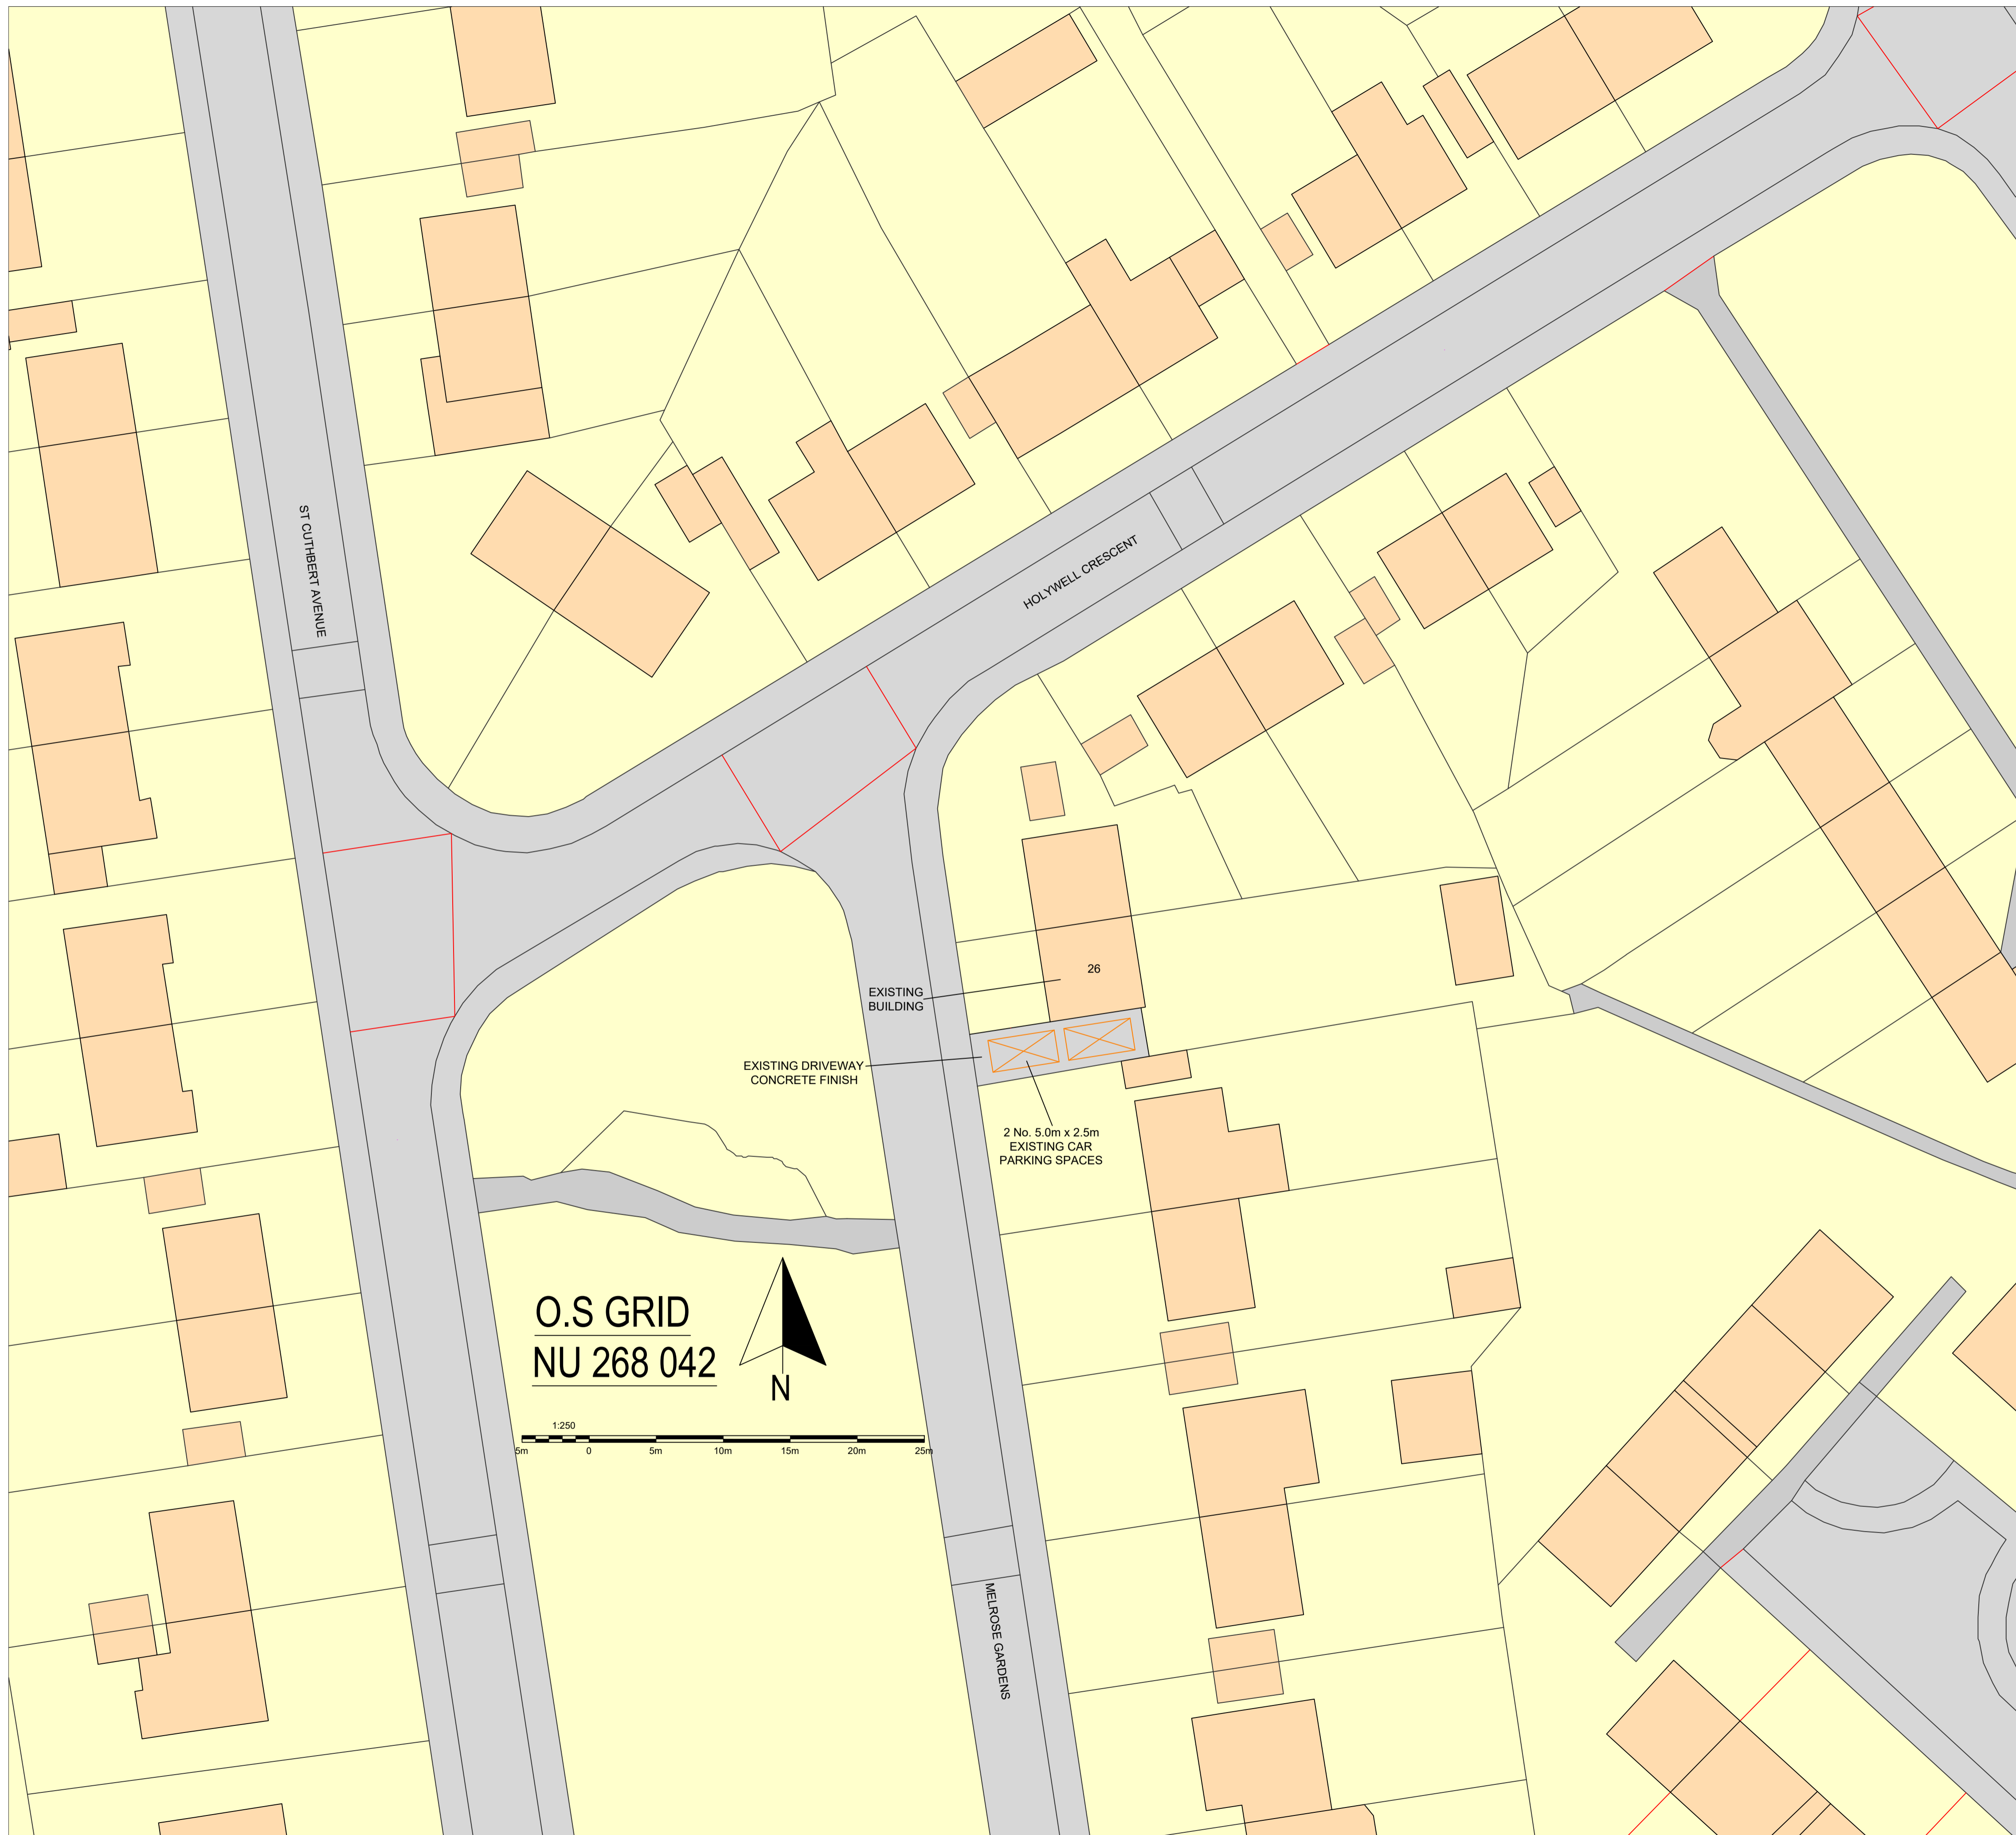 ST CUTHBERT AVENUE
HOLYWELL CRESCENT
26
EXISTING
BUILDING
EXISTING DRIVEWAY
CONCRETE FINISH
2 No. 5.0m x 2.5m
EXISTING CAR
PARKING SPACES
O.S GRID
NU 268 042
N
1:250
5m 0 5m 10m 15m 20m 25m
MELROSE GARDENS